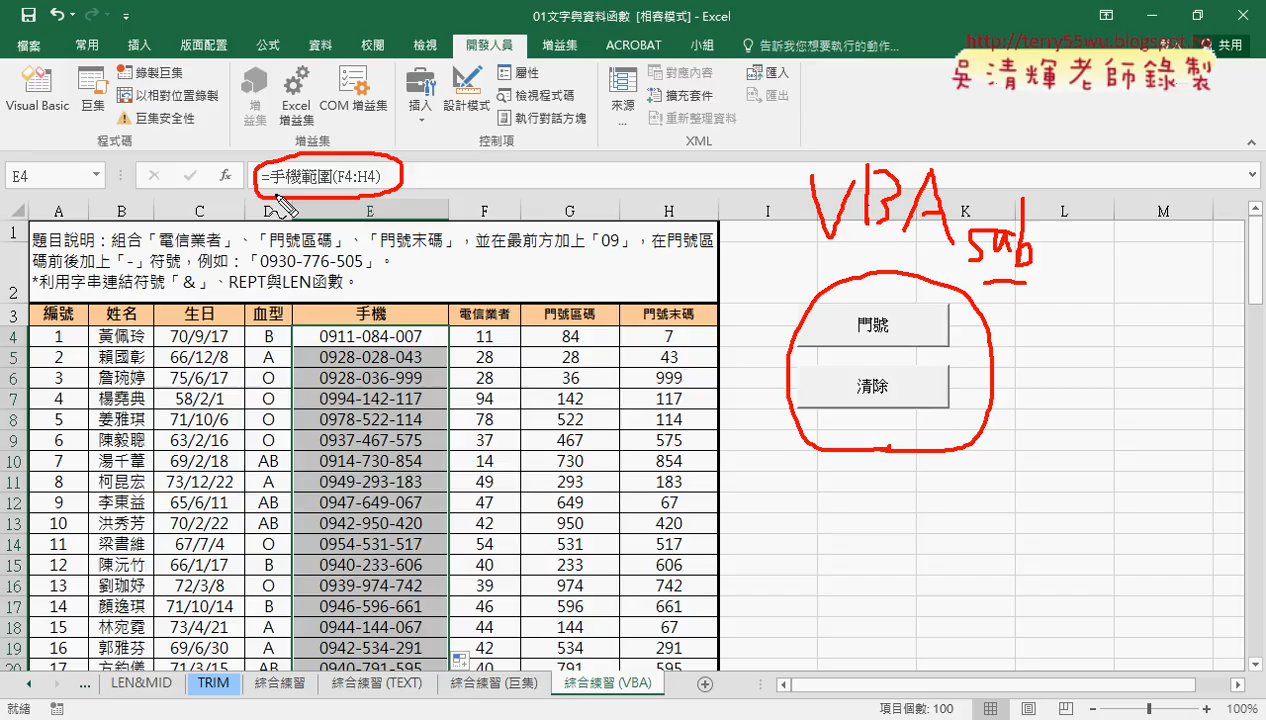 01文字與資料函數 [相容模式] - Excel
檔案 常用 插入 版面配置 公式 資料 校閱 檢視 開發人員 增益集 ACROBAT 小組 告訴我您想要執行的動作... 共用
http://terry55wu.blogspot.
吳清輝老師錄製
Visual Basic 巨集 錄製巨集 以相對位置錄製 巨集安全性 增益集 Excel 增益集 COM 增益集 插入 設計模式 屬性 檢視程式碼 執行對話方塊 來源... 對應內容 擴充套件 重新整理資料 匯入 匯出
程式碼 增益集 控制項 XML
E4 fx =手機範圍(F4:H4)
VBA
sub
A B C D E F G H I K L M
1 題目說明：組合「電信業者」、「門號區碼」、「門號末碼」，並在最前方加上「09」，在門號區
碼前後加上「-」符號，例如：「0930-776-505」。
2 *利用字串連結符號「&」、REPT與LEN函數。
3 編號 姓名 生日 血型 手機 電信業者 門號區碼 門號末碼
4 1 黃佩玲 70/9/17 B 0911-084-007 11 84 7
5 2 賴國彰 66/12/8 A 0928-028-043 28 28 43
6 3 詹琬婷 75/6/17 O 0928-036-999 28 36 999
7 4 楊堯典 58/2/1 O 0994-142-117 94 142 117
8 5 姜雅琪 71/10/6 O 0978-522-114 78 522 114
9 6 陳毅聰 63/2/16 O 0937-467-575 37 467 575
10 7 湯千葦 69/2/18 AB 0914-730-854 14 730 854
11 8 柯昆宏 73/12/22 A 0949-293-183 49 293 183
12 9 李東益 65/6/11 AB 0947-649-067 47 649 67
13 10 洪秀芳 70/2/22 AB 0942-950-420 42 950 420
14 11 梁書維 67/7/4 O 0954-531-517 54 531 517
15 12 陳沅竹 66/1/17 B 0940-233-606 40 233 606
16 13 劉珈妤 72/3/8 O 0939-974-742 39 974 742
17 14 顏逸琪 71/10/14 B 0946-596-661 46 596 661
18 15 林宛霓 73/4/21 A 0944-144-067 44 144 67
19 16 郭雅芬 69/6/30 A 0942-534-291 42 534 291
20 17 方鈞儀 71/3/15 AB 0940-791-595 40 791 595
門號
清除
... LEN&MID TRIM 綜合練習 綜合練習 (TEXT) 綜合練習 (巨集) 綜合練習 (VBA)
就緒 項目個數: 100 100%